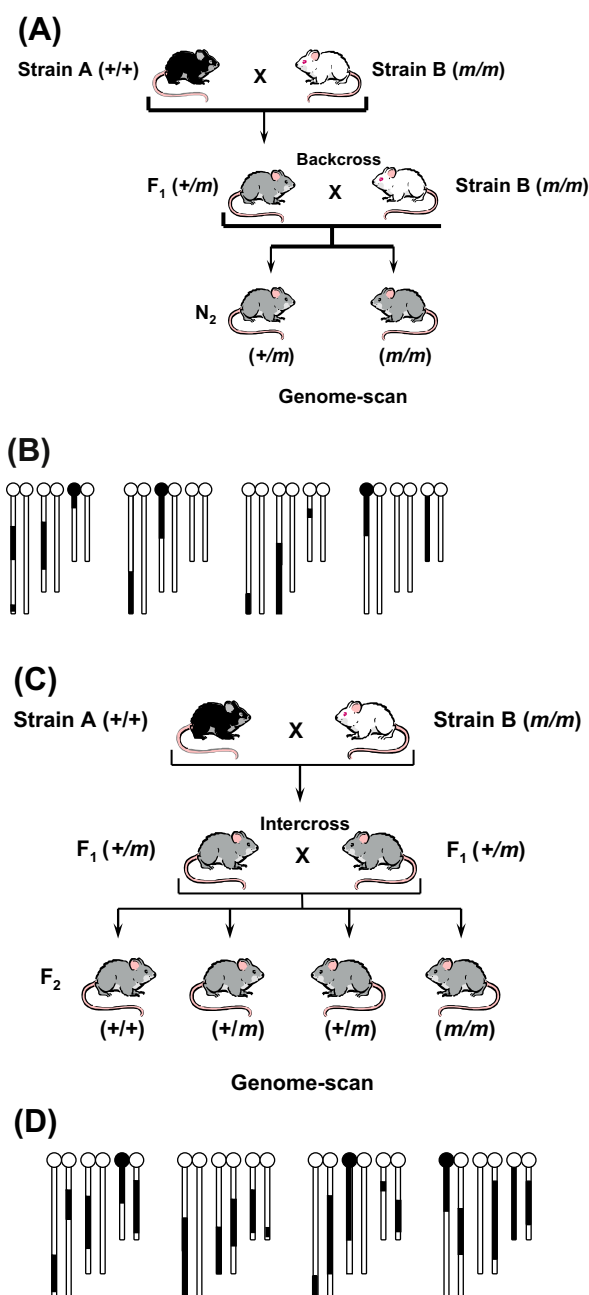 (A)
Strain A (+/+) X Strain B (m/m)
Backcross
F1 (+/m) X Strain B (m/m)
N2
(+/m) (m/m)
Genome-scan
(B)
(C)
Strain A (+/+) X Strain B (m/m)
Intercross
F1 (+/m) X F1 (+/m)
F2
(+/+) (+/m) (+/m) (m/m)
Genome-scan
(D)